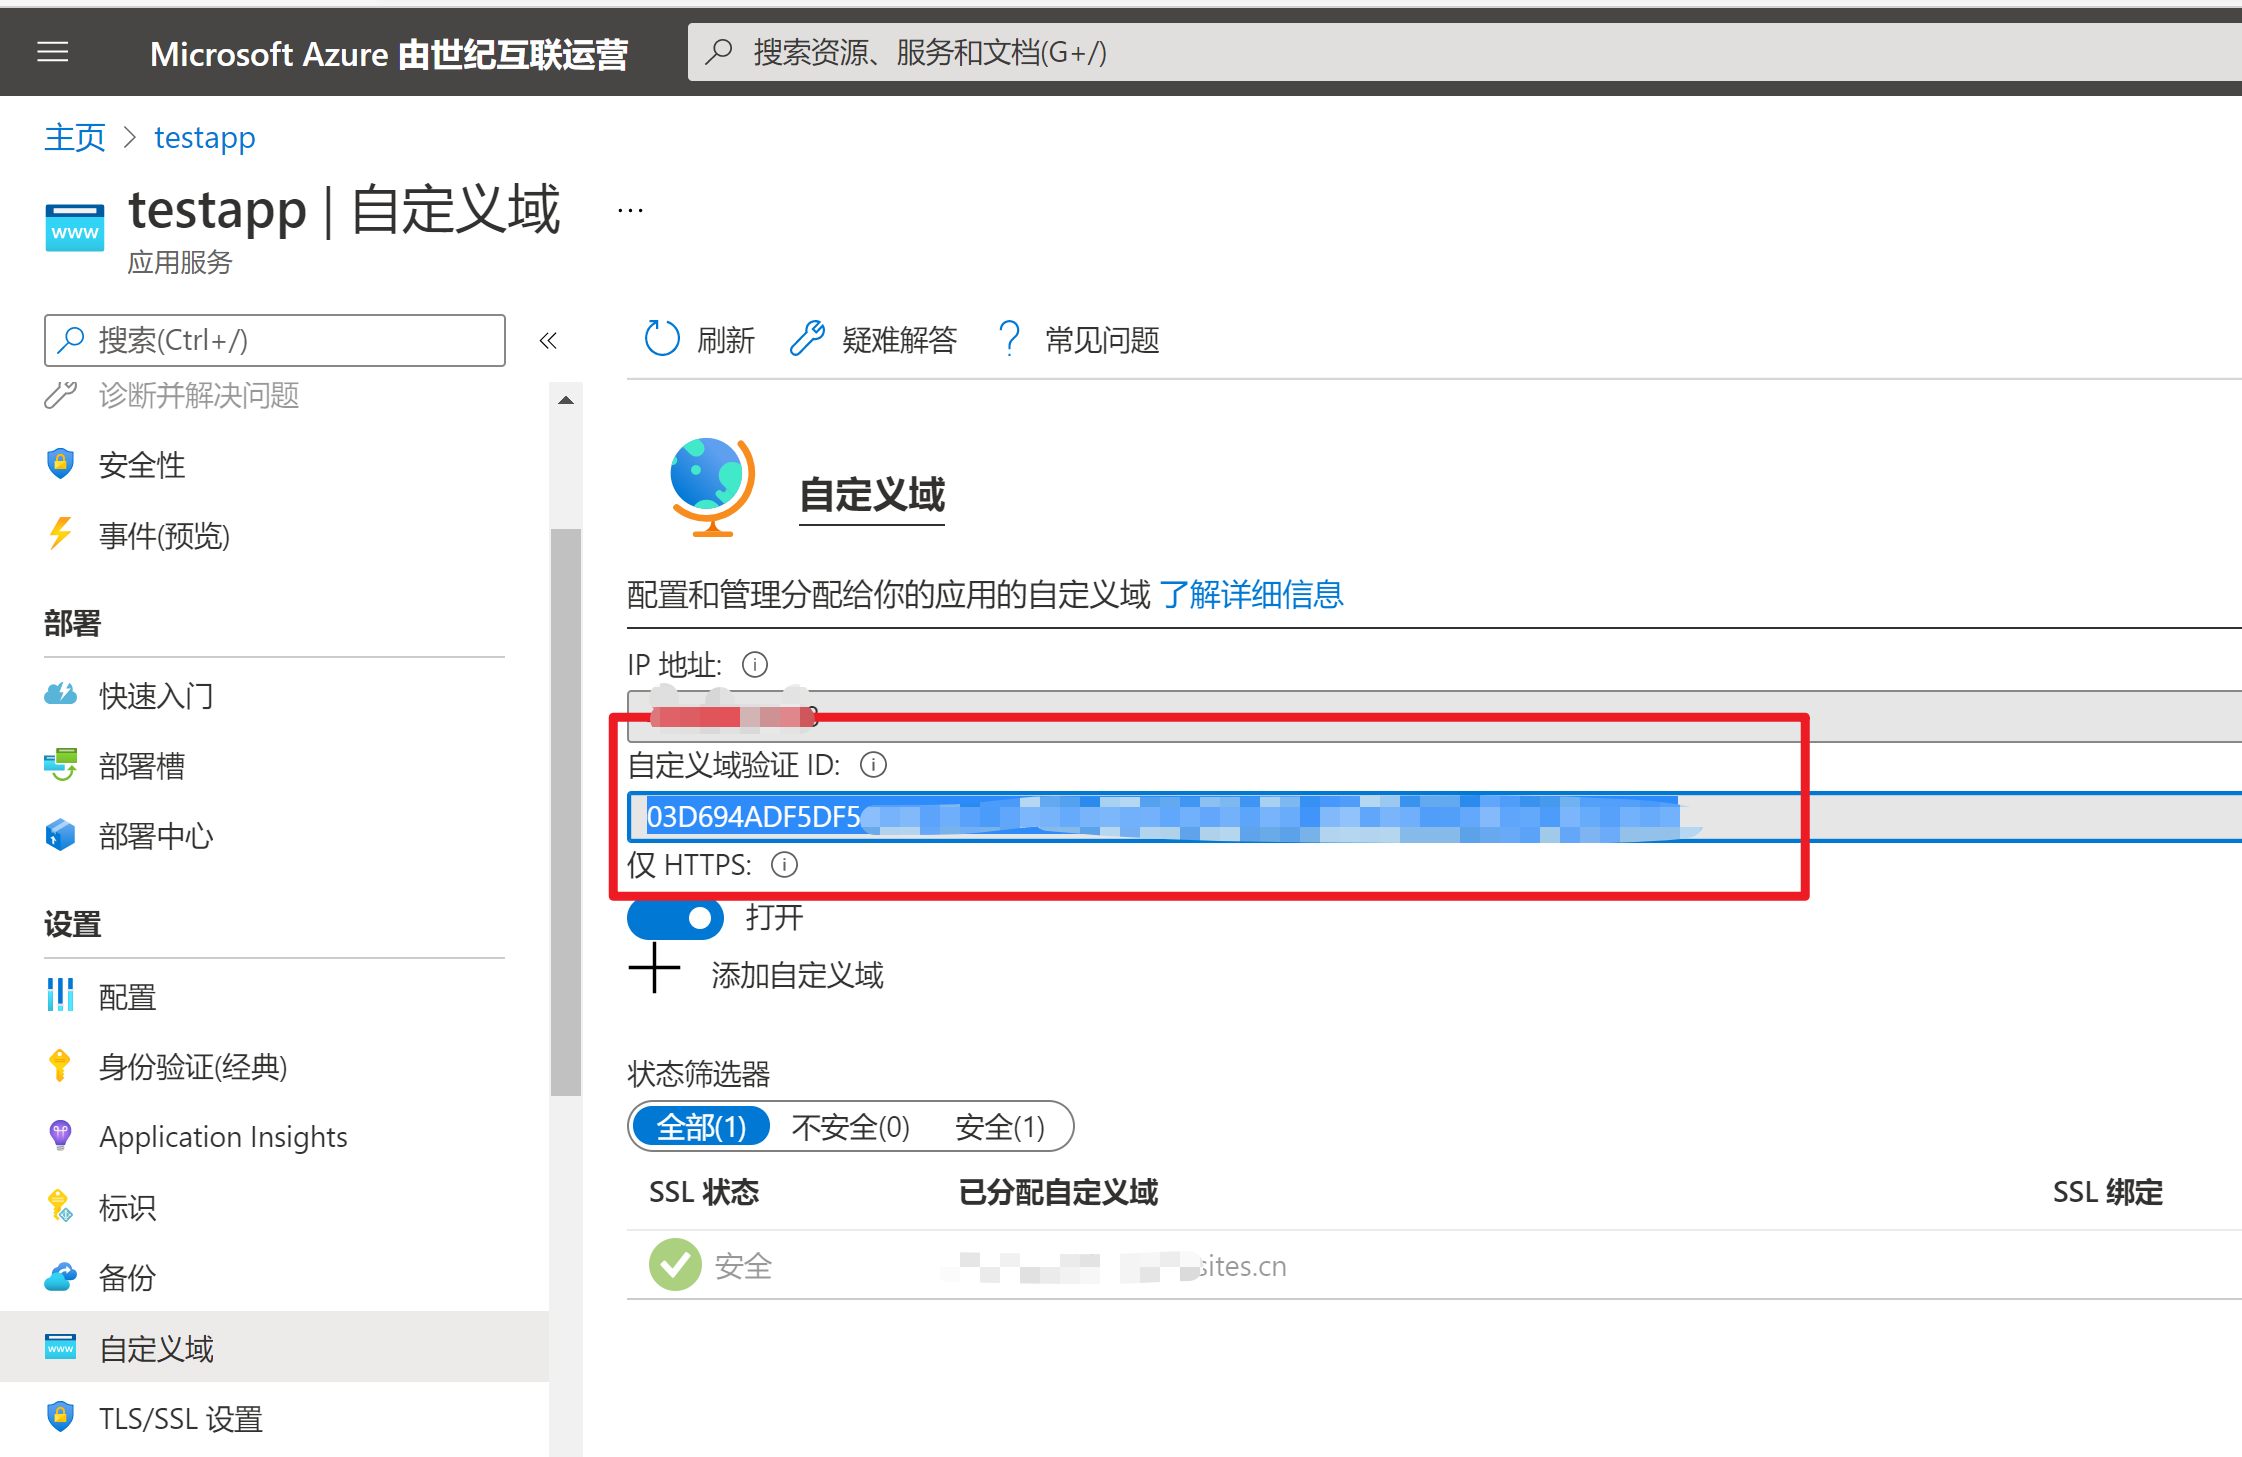 Microsoft Azure 由世纪互联运营
搜索资源、服务和文档(G+/)
主页 > testapp
www
testapp | 自定义域
...
应用服务
搜索(Ctrl+/)
«
刷新
疑难解答
常见问题
诊断并解决问题
安全性
事件(预览)
部署
快速入门
部署槽
部署中心
设置
配置
身份验证(经典)
Application Insights
标识
备份
www
自定义域
TLS/SSL 设置
自定义域
配置和管理分配给你的应用的自定义域 了解详细信息
IP 地址:
自定义域验证 ID:
03D694ADF5DF5
仅 HTTPS:
打开
添加自定义域
状态筛选器
全部(1) 不安全(0) 安全(1)
SSL 状态 已分配自定义域 SSL 绑定
安全 sites.cn